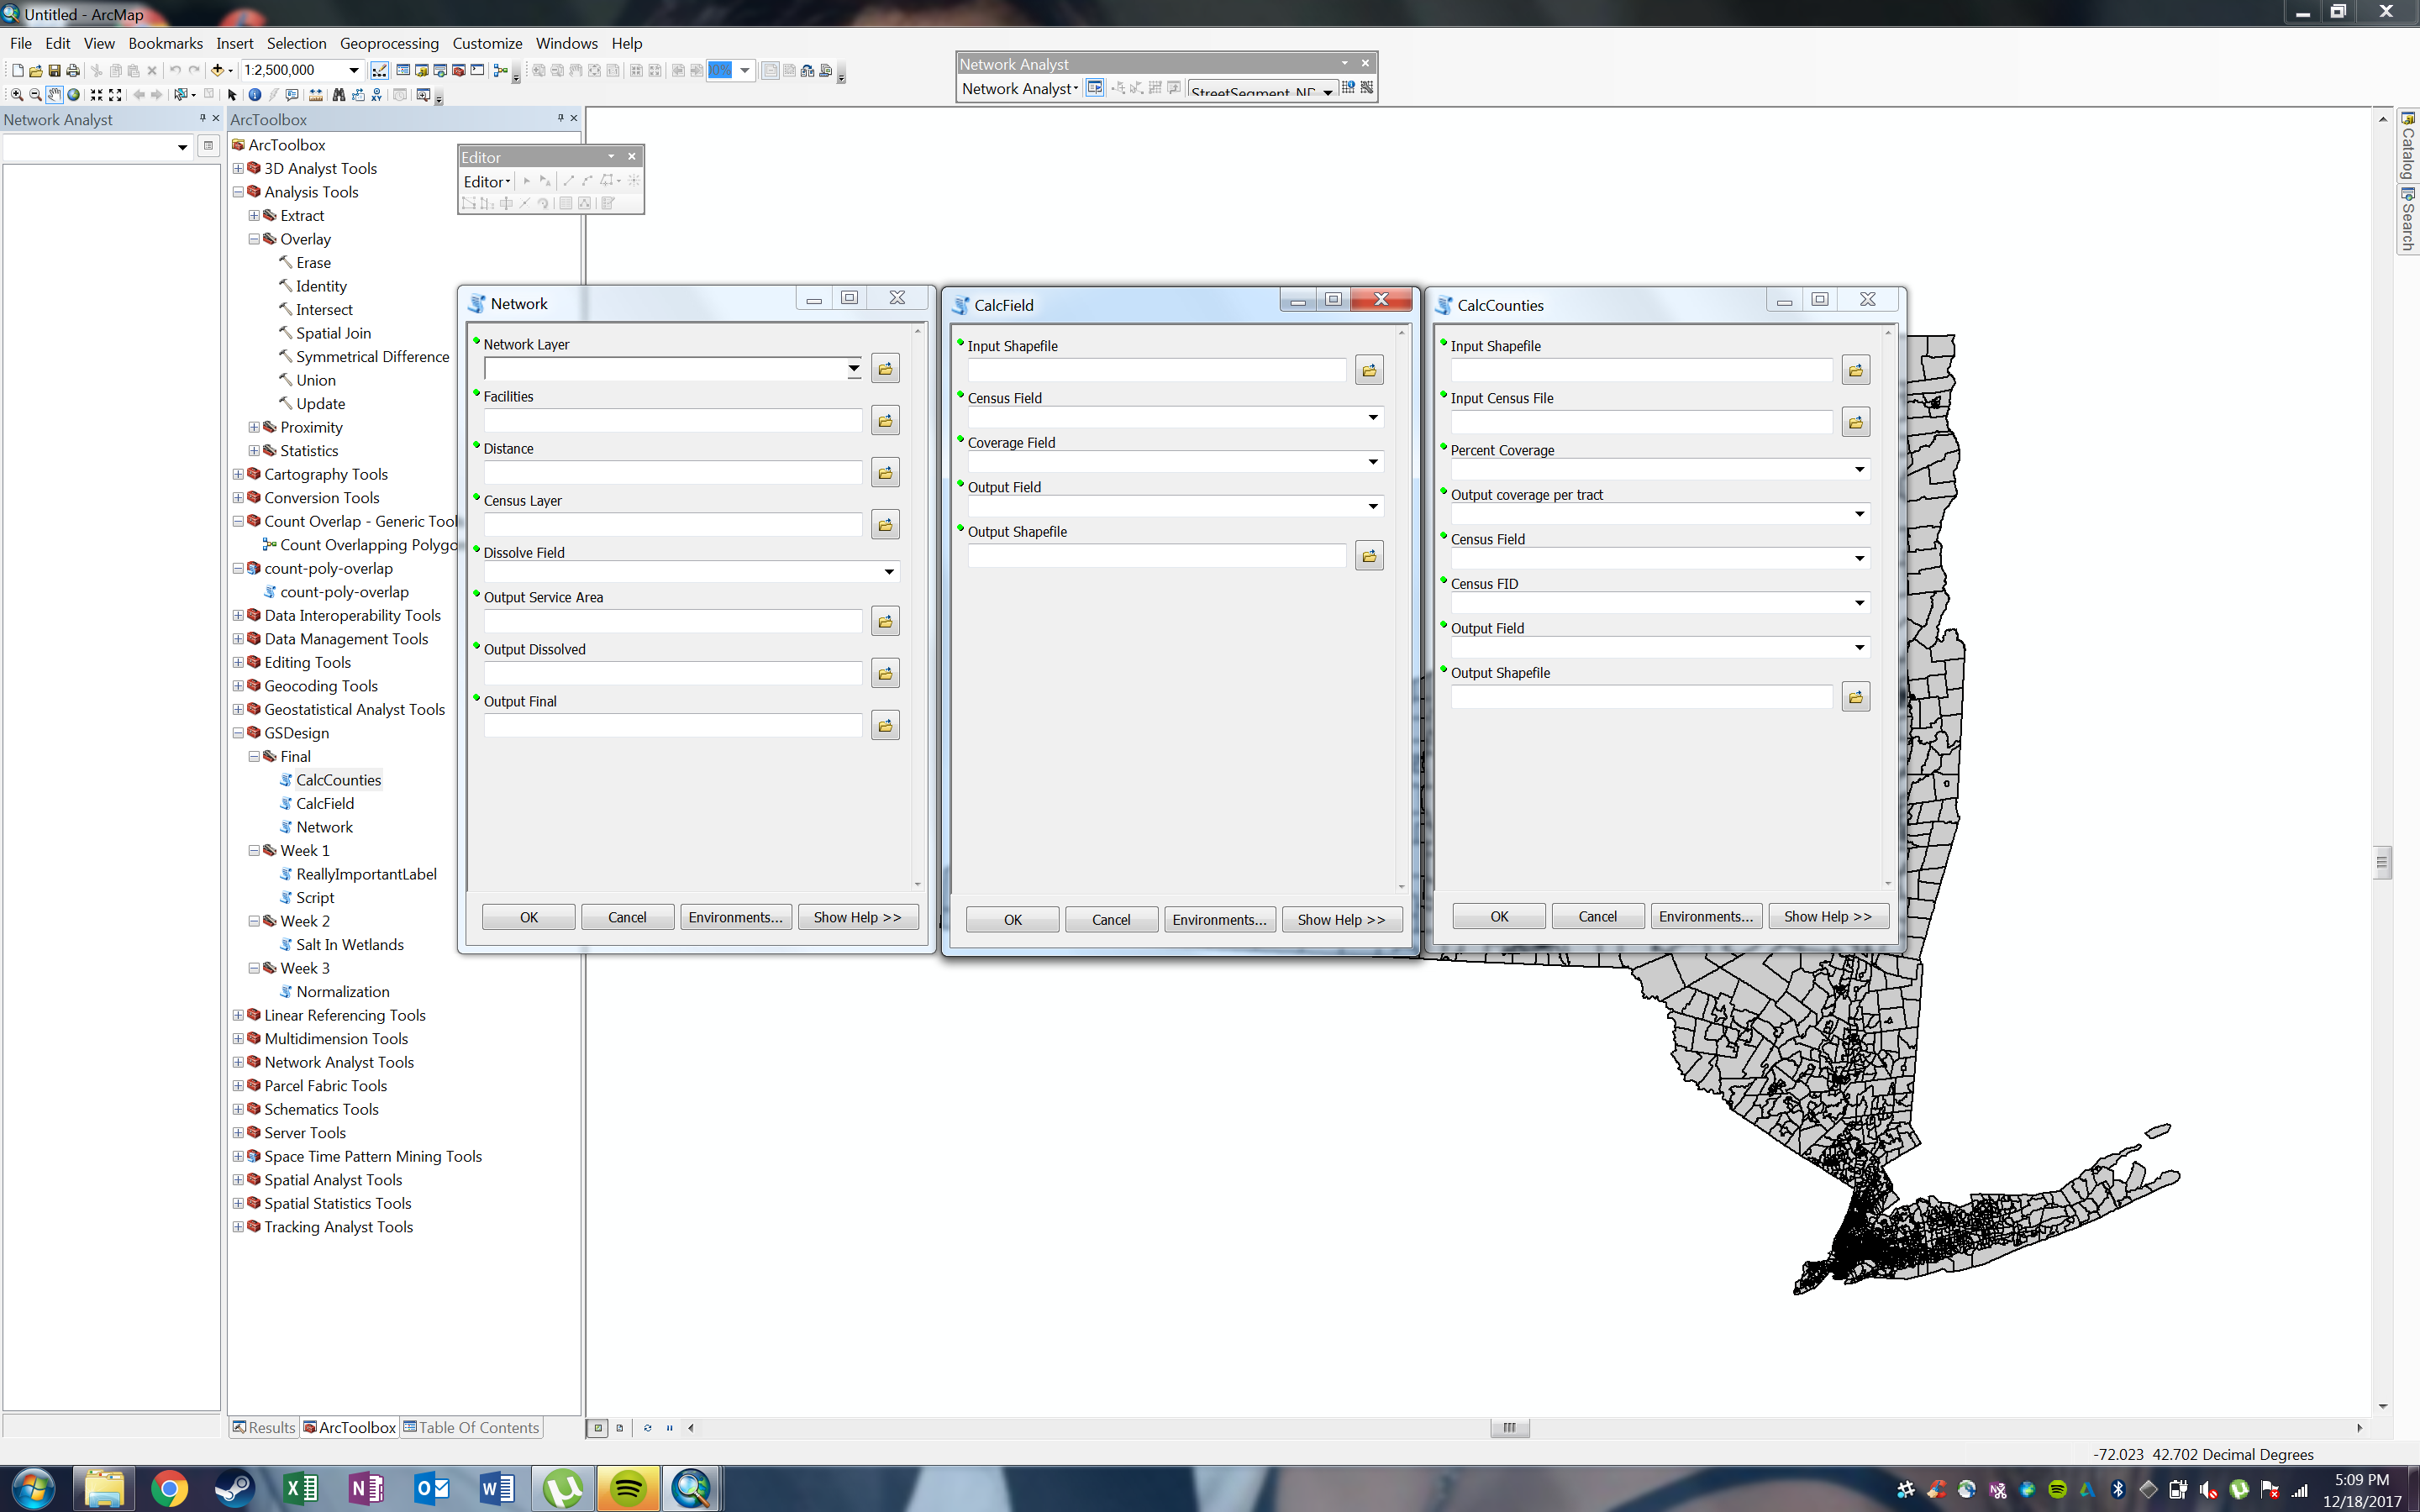 Untitled - ArcMap
File Edit View Bookmarks Insert Selection Geoprocessing Customize Windows Help
1:2,500,000
Network Analyst
Network Analyst
Network Analyst
ArcToolbox
ArcToolbox
3D Analyst Tools
Analysis Tools
Extract
Overlay
Erase
Identity
Intersect
Spatial Join
Symmetrical Difference
Union
Update
Proximity
Statistics
Cartography Tools
Conversion Tools
Count Overlap - Generic Tool
Count Overlapping Polygo
count-poly-overlap
count-poly-overlap
Data Interoperability Tools
Data Management Tools
Editing Tools
Geocoding Tools
Geostatistical Analyst Tools
GSDesign
Final
CalcCounties
CalcField
Network
Week 1
ReallyImportantLabel
Script
Week 2
Salt In Wetlands
Week 3
Normalization
Linear Referencing Tools
Multidimension Tools
Network Analyst Tools
Parcel Fabric Tools
Schematics Tools
Server Tools
Space Time Pattern Mining Tools
Spatial Analyst Tools
Spatial Statistics Tools
Tracking Analyst Tools
Results ArcToolbox Table Of Contents
Editor
Editor
Network
Network Layer
Facilities
Distance
Census Layer
Dissolve Field
Output Service Area
Output Dissolved
Output Final
OK Cancel Environments... Show Help >>
CalcField
Input Shapefile
Census Field
Coverage Field
Output Field
Output Shapefile
OK Cancel Environments... Show Help >>
CalcCounties
Input Shapefile
Input Census File
Percent Coverage
Output coverage per tract
Census Field
Census FID
Output Field
Output Shapefile
OK Cancel Environments... Show Help >>
Catalog
Search
-72.023 42.702 Decimal Degrees
5:09 PM
12/18/2017